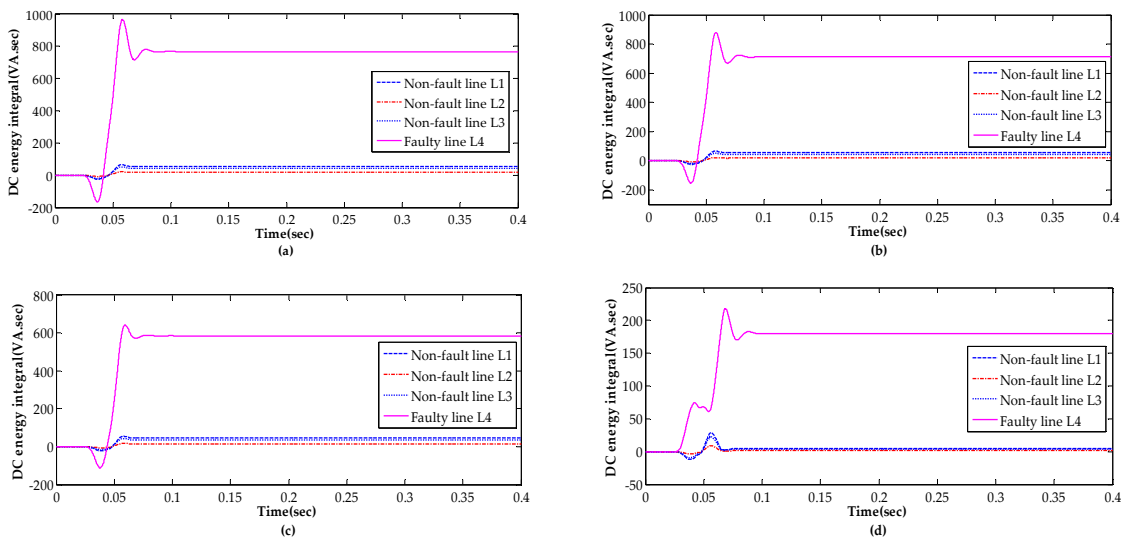 DC energy integral(VA.sec)
1000
800
600
400
200
0
-200
0 0.05 0.1 0.15 0.2 0.25 0.3 0.35 0.4
Time(sec)
(a)
Non-fault line L1
Non-fault line L2
Non-fault line L3
Faulty line L4
DC energy integral(VA.sec)
1000
800
600
400
200
0
-200
0 0.05 0.1 0.15 0.2 0.25 0.3 0.35 0.4
Time(sec)
(b)
Non-fault line L1
Non-fault line L2
Non-fault line L3
Faulty line L4
DC energy integral(VA.sec)
800
600
400
200
0
-200
0 0.05 0.1 0.15 0.2 0.25 0.3 0.35 0.4
Time(sec)
(c)
Non-fault line L1
Non-fault line L2
Non-fault line L3
Faulty line L4
DC energy integral(VA.sec)
250
200
150
100
50
0
50
0 0.05 0.1 0.15 0.2 0.25 0.3 0.35 0.4
Time(sec)
(d)
Non-fault line L1
Non-fault line L2
Non-fault line L3
Faulty line L4